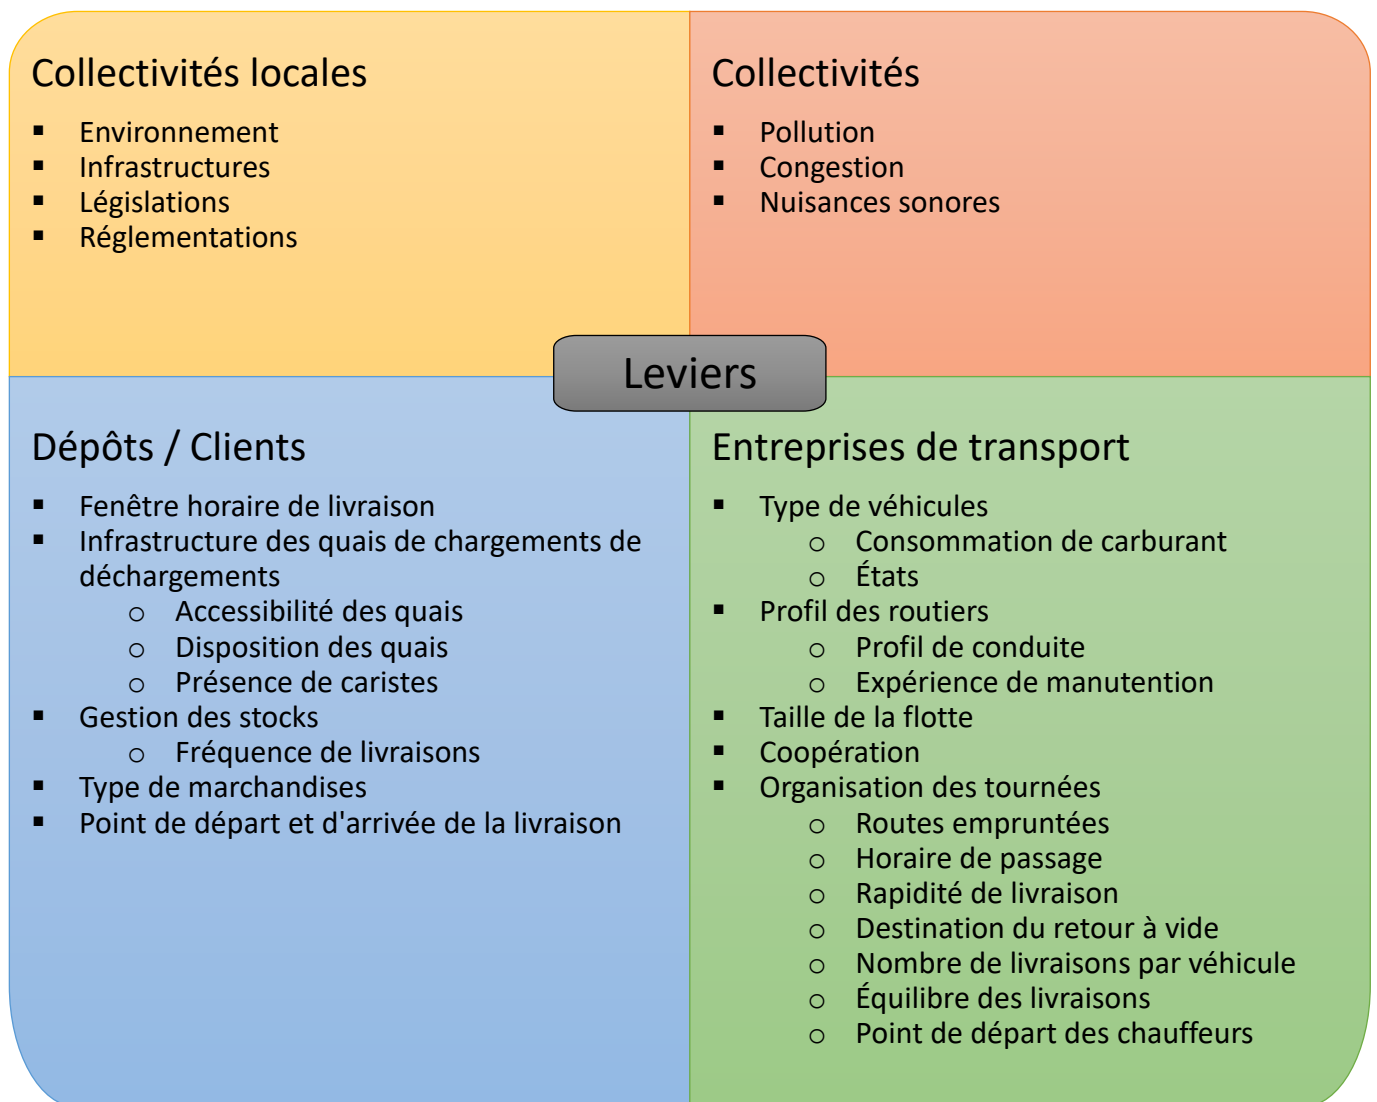 Collectivités locales
▪ Environnement
▪ Infrastructures
▪ Législations
▪ Réglementations
Collectivités
▪ Pollution
▪ Congestion
▪ Nuisances sonores
Leviers
Dépôts / Clients
▪ Fenêtre horaire de livraison
▪ Infrastructure des quais de chargements de
déchargements
o Accessibilité des quais
o Disposition des quais
o Présence de caristes
▪ Gestion des stocks
o Fréquence de livraisons
▪ Type de marchandises
▪ Point de départ et d'arrivée de la livraison
Entreprises de transport
▪ Type de véhicules
o Consommation de carburant
o États
▪ Profil des routiers
o Profil de conduite
o Expérience de manutention
▪ Taille de la flotte
▪ Coopération
▪ Organisation des tournées
o Routes empruntées
o Horaire de passage
o Rapidité de livraison
o Destination du retour à vide
o Nombre de livraisons par véhicule
o Équilibre des livraisons
o Point de départ des chauffeurs